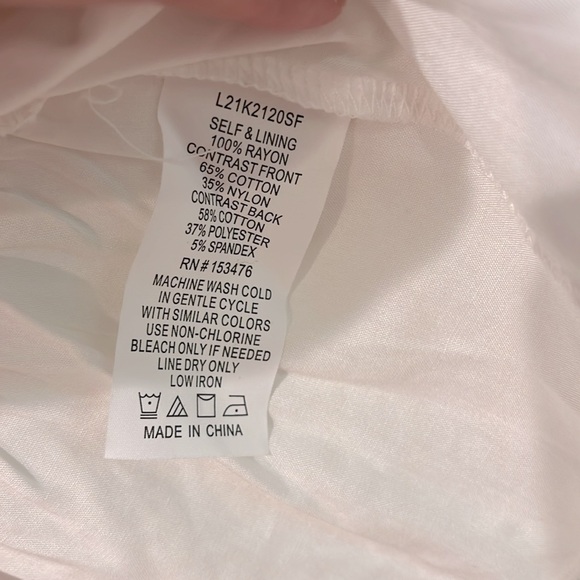 L21K2120SF
SELF & LINING
100% RAYON
CONTRAST FRONT
65% COTTON
35% NYLON
CONTRAST BACK
58% COTTON
37% POLYESTER
5% SPANDEX
RN # 153476
MACHINE WASH COLD
IN GENTLE CYCLE
WITH SIMILAR COLORS
USE NON-CHLORINE
BLEACH ONLY IF NEEDED
LINE DRY ONLY
LOW IRON
MADE IN CHINA